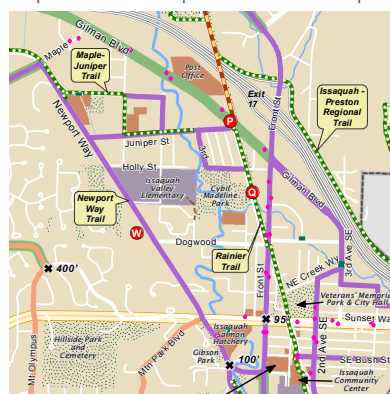 Gilman Blvd
Maple
Maple-
Juniper
Trail
Post
Office
Exit
17
Front St
Issaquah -
Preston
Regional
Trail
Newport Way
P
Juniper St
3rd
Holly St
Issaquah
Valley
Elementary
Cybil
Madeline
Park
Q
Gilman Blvd
Newport
Way
Trail
W
Dogwood
Rainier
Trail
3rd Ave SE
NE Creek Wy
400'
Front St
Veterans' Memorial
Park & City Hall
95'
Sunset Wa
Mt Olympus
Hillside Park
and
Cemetery
Mtn Park Blvd
Issaquah
Salmon
Hatchery
Gibson
Park
100'
2nd Ave SE
SE Bush St
Issaquah
Community
Center